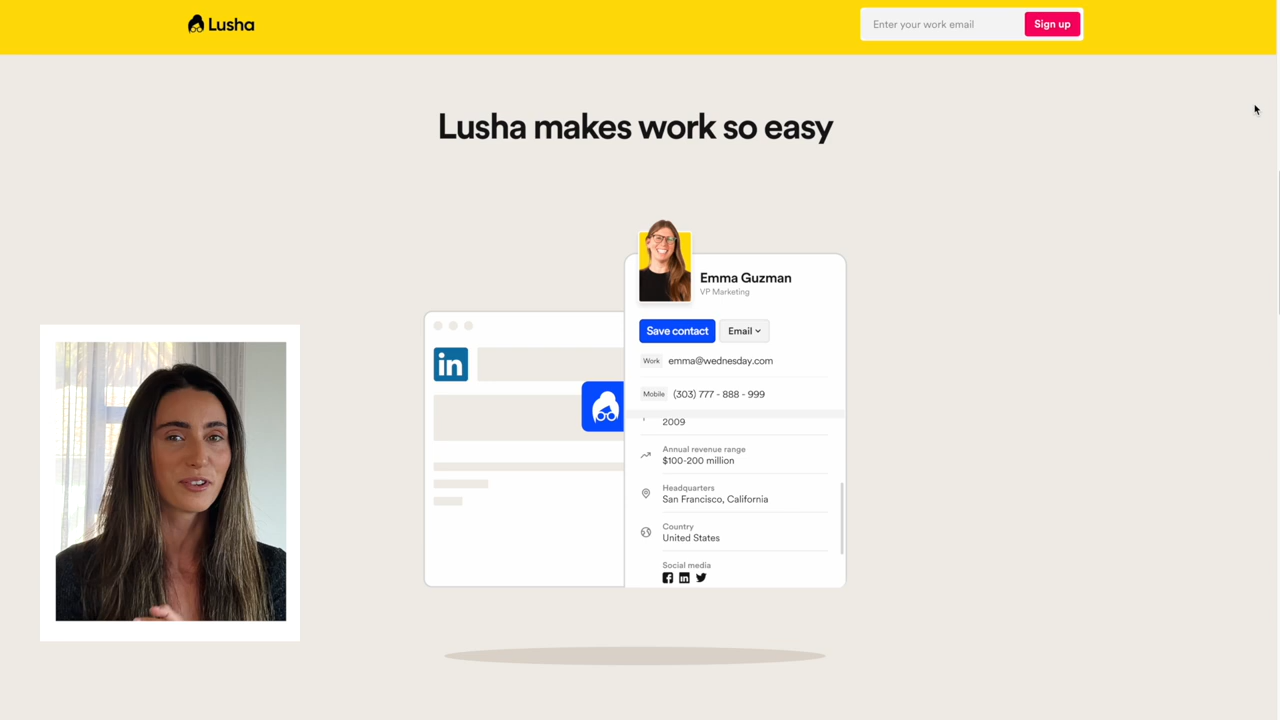 Lusha
Enter your work email
Sign up
Lusha makes work so easy
Emma Guzman
VP Marketing
Save contact
Email
Work
emma@wednesday.com
Mobile
(303) 777 - 888 - 999
2009
Annual revenue range
$100-200 million
Headquarters
San Francisco, California
Country
United States
Social media
in